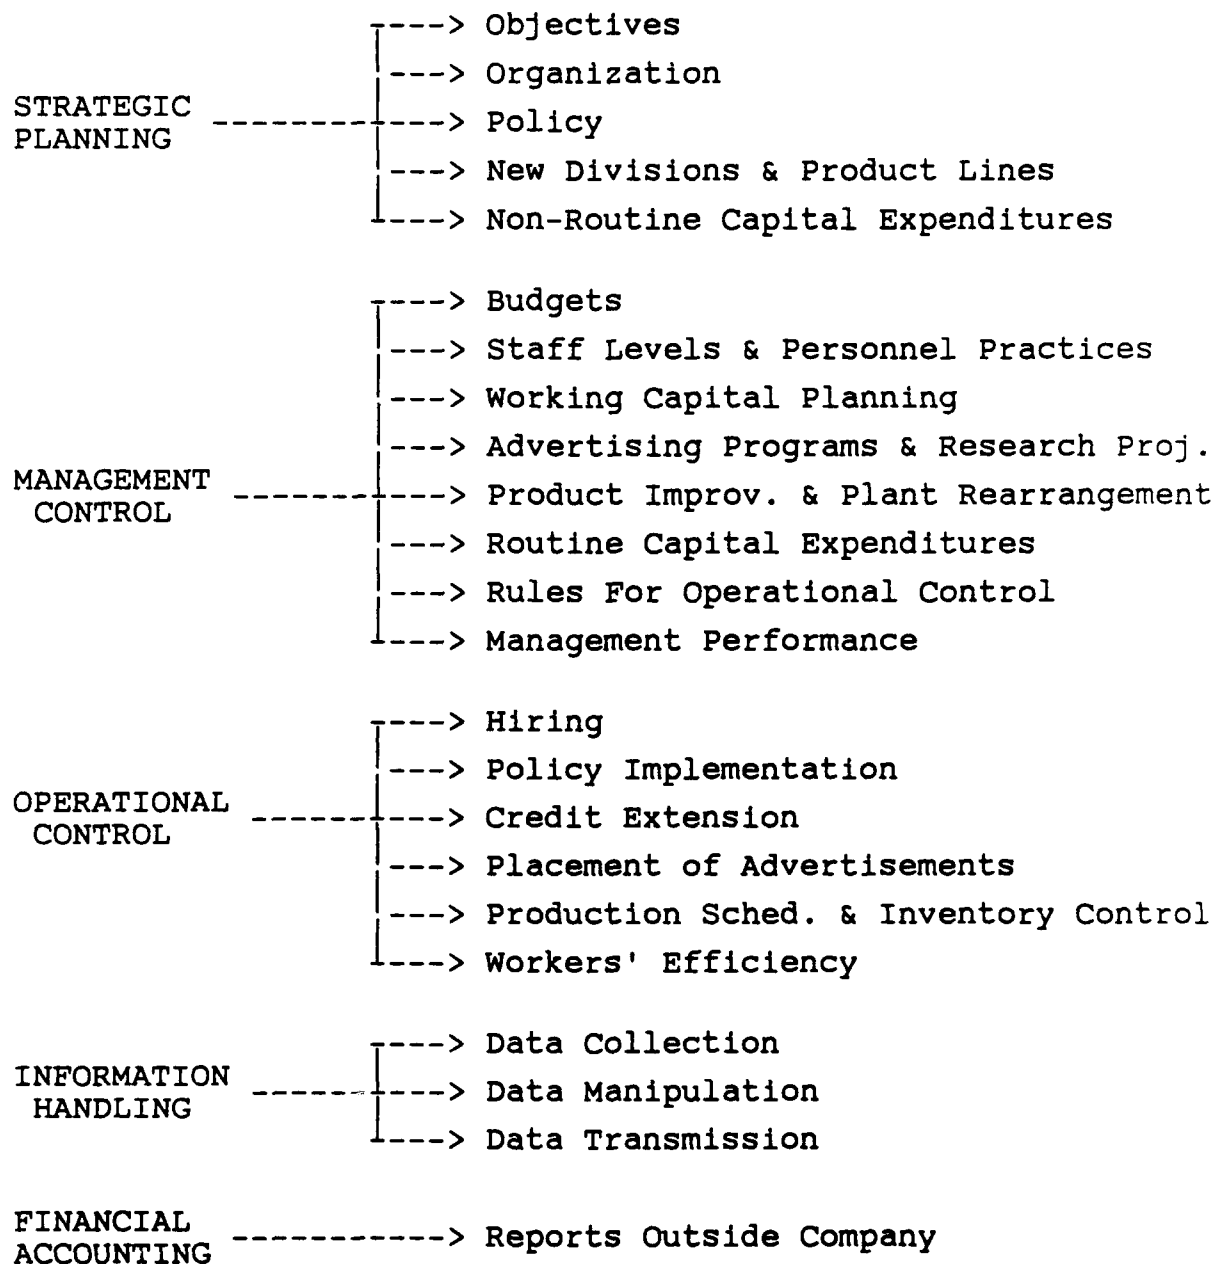 Objectives
Organization
STRATEGIC
PLANNING
Policy
New Divisions & Product Lines
Non-Routine Capital Expenditures
Budgets
Staff Levels & Personnel Practices
Working Capital Planning
Advertising Programs & Research Proj.
MANAGEMENT
CONTROL
Product Improv. & Plant Rearrangement
Routine Capital Expenditures
Rules For Operational Control
Management Performance
Hiring
Policy Implementation
OPERATIONAL
CONTROL
Credit Extension
Placement of Advertisements
Production Sched. & Inventory Control
Workers' Efficiency
Data Collection
INFORMATION
HANDLING
Data Manipulation
Data Transmission
FINANCIAL
ACCOUNTING
Reports Outside Company